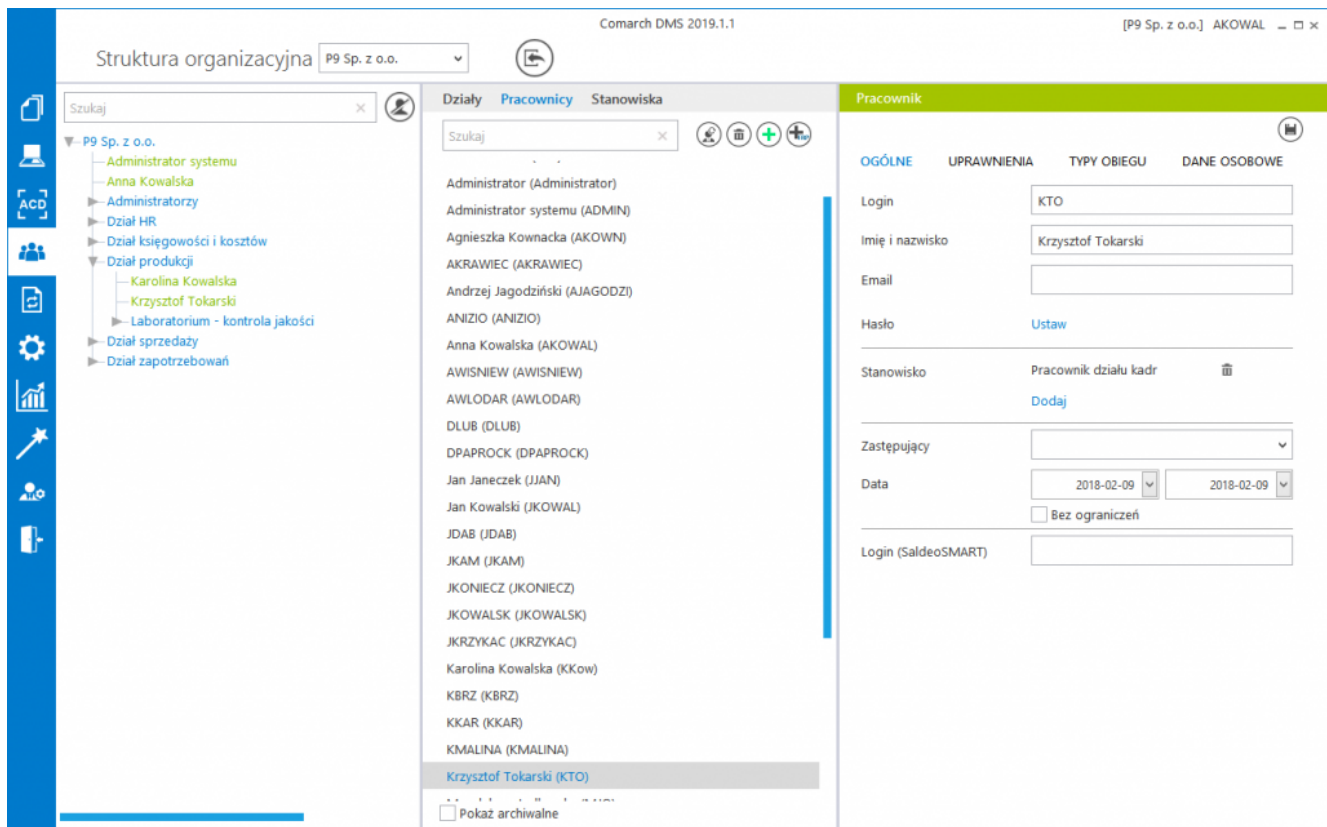 Comarch DMS 2019.1.1
[P9 Sp. z o.o.] AKOWAL
Struktura organizacyjna
P9 Sp. z o.o.
ACD
Szukaj
P9 Sp. z o.o.
Administrator systemu
Anna Kowalska
Administratorzy
Dział HR
Dział księgowości i kosztów
Dział produkcji
Karolina Kowalska
Krzysztof Tokarski
Laboratorium - kontrola jakości
Dział sprzedaży
Dział zapotrzebowań
Działy Pracownicy Stanowiska
Szukaj
Administrator (Administrator)
Administrator systemu (ADMIN)
Agnieszka Kownacka (AKOWN)
AKRAWIEC (AKRAWIEC)
Andrzej Jagodziński (AJAGODZI)
ANIZIO (ANIZIO)
Anna Kowalska (AKOWAL)
AWISNIEW (AWISNIEW)
AWLODAR (AWLODAR)
DLUB (DLUB)
DPAPROCK (DPAPROCK)
Jan Janeczek (JJAN)
Jan Kowalski (JKOWAL)
JDAB (JDAB)
JKAM (JKAM)
JKONIECZ (JKONIECZ)
JKOWALSK (JKOWALSK)
JKRZYKAC (JKRZYKAC)
Karolina Kowalska (KKow)
KBRZ (KBRZ)
KKAR (KKAR)
KMALINA (KMALINA)
Krzysztof Tokarski (KTO)
Pokaż archiwalne
Pracownik
OGÓLNE UPRAWNIENIA TYPY OBIEGU DANE OSOBOWE
Login KTO
Imię i nazwisko Krzysztof Tokarski
Email
Hasło Ustaw
Stanowisko Pracownik działu kadr
Dodaj
Zastępujący
Data 2018-02-09 2018-02-09
Bez ograniczeń
Login (SaldeoSMART)